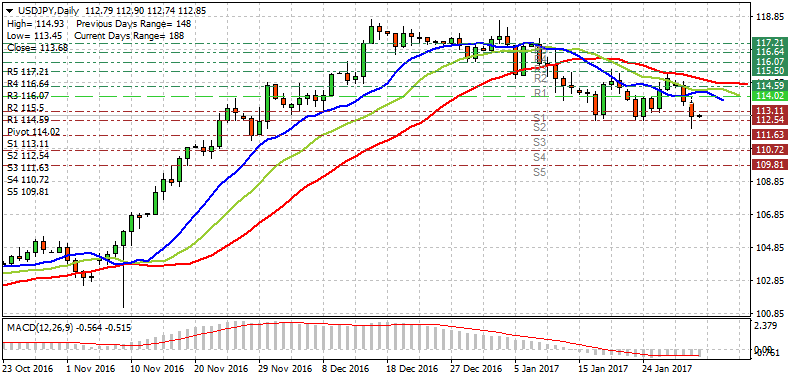 USDJPY,Daily 112.79 112.90 112.74 112.85
High= 114.93 Previous Days Range= 148
Low= 113.45 Current Days Range= 188
Close= 113.68
R5 117.21
R4 116.64
R3 116.07
R2 115.5
R1 114.59
Pivot 114.02
S1 113.11
S2 112.54
S3 111.63
S4 110.72
S5 109.81
R2
R1
S1
S2
S3
S4
S5
118.85
117.21
116.64
116.07
115.50
114.59
114.02
113.11
112.54
111.63
110.72
109.81
108.85
106.85
104.85
102.85
100.85
MACD(12,26,9) -0.564 -0.515
2.379
0.00
-0.761
23 Oct 2016
1 Nov 2016
10 Nov 2016
20 Nov 2016
29 Nov 2016
8 Dec 2016
18 Dec 2016
27 Dec 2016
5 Jan 2017
15 Jan 2017
24 Jan 2017